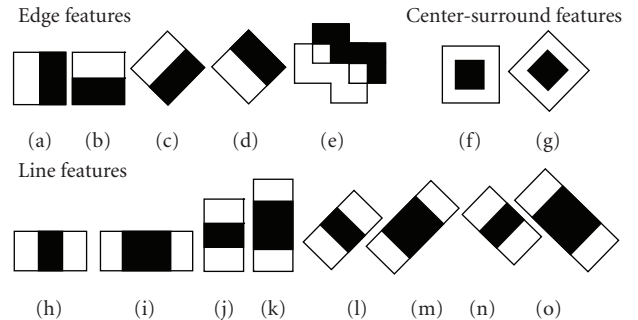 Edge features
Center-surround features
(a) (b) (c) (d) (e) (f) (g)
Line features
(h) (i) (j) (k) (l) (m) (n) (o)